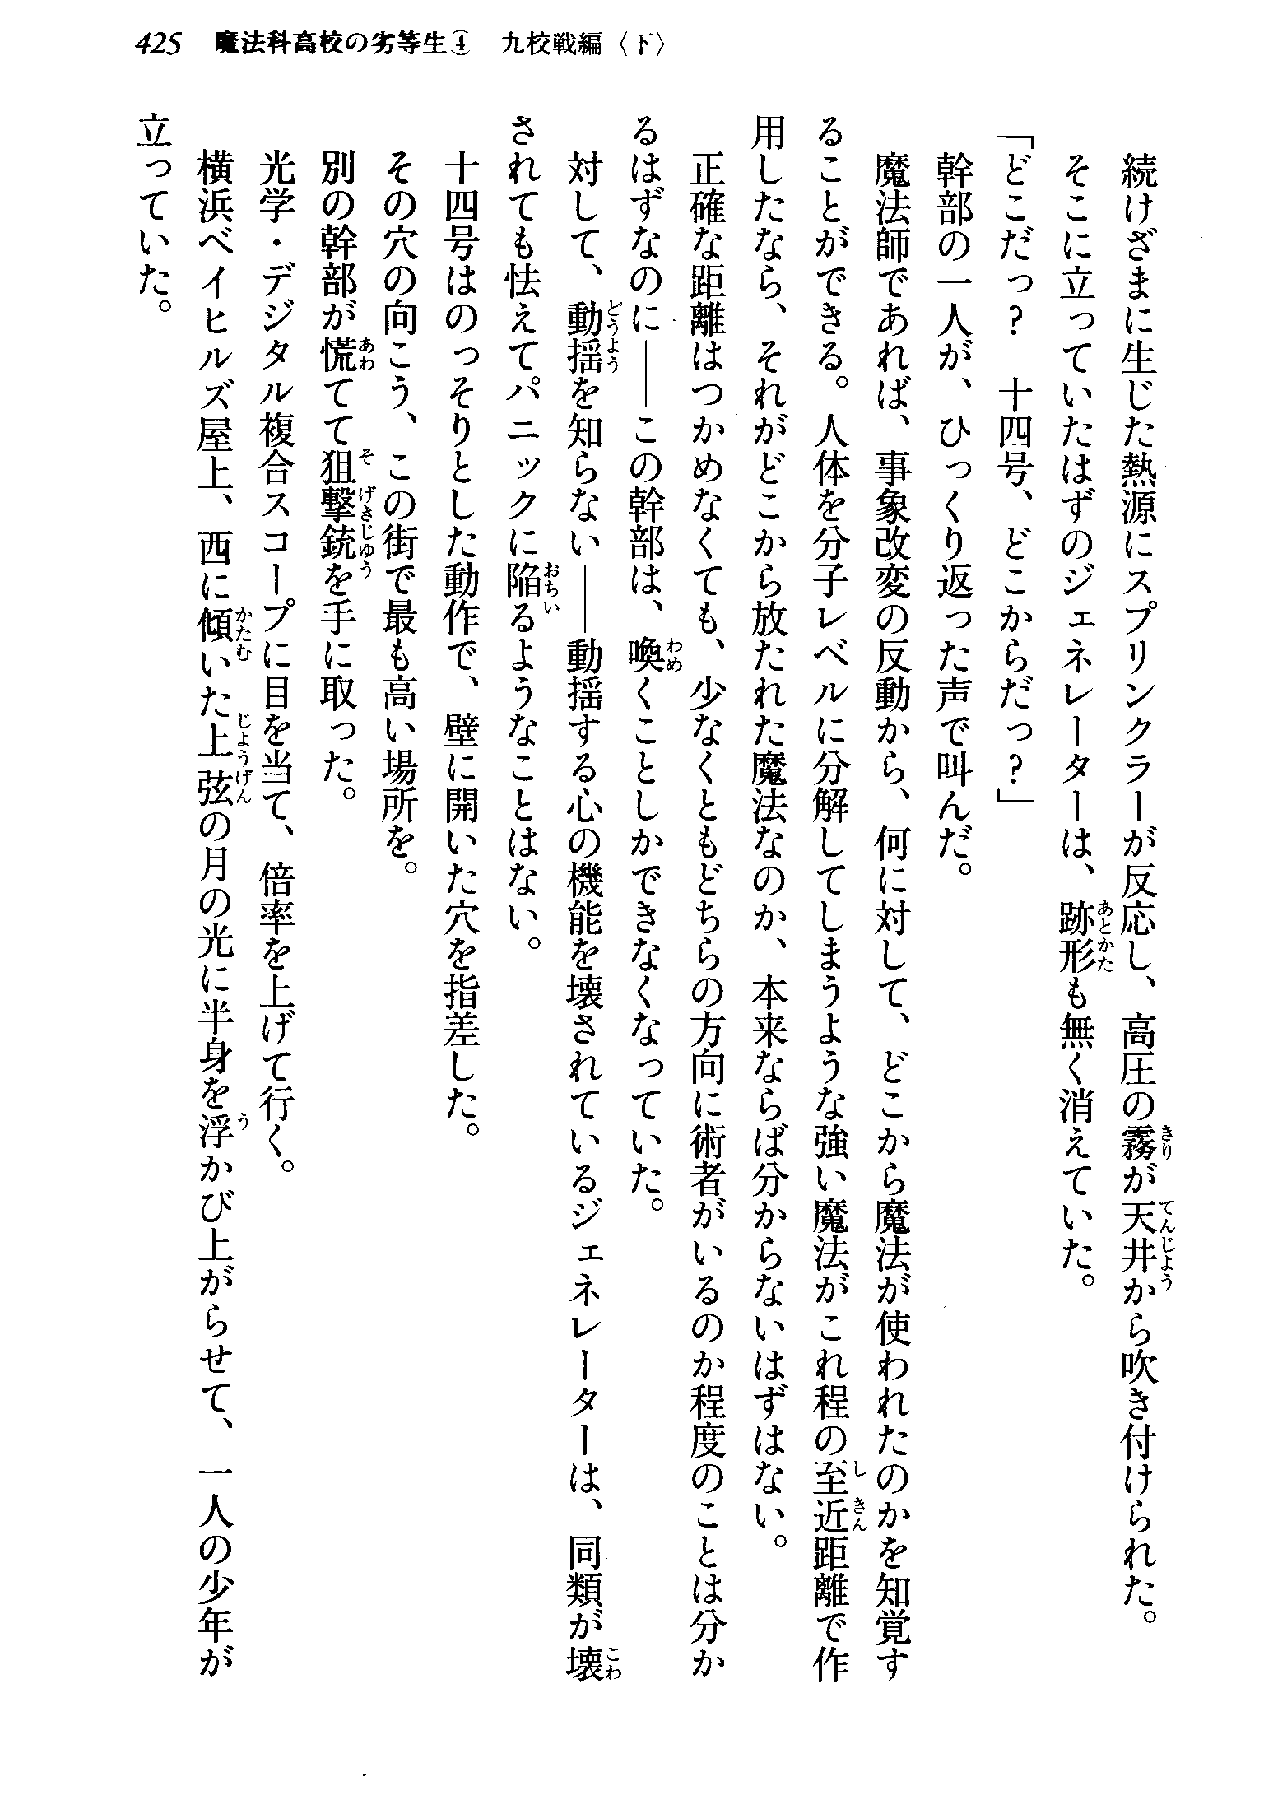 425 魔法科高校の劣等生④ 九校戦編〈下〉
続けざまに生じた熱源にスプリンクラーが反応し、高圧の霧が天井から吹き付けられた。
そこに立っていたはずのジェネレーターは、跡形も無く消えていた。
「どこだっ？　十四号、どこからだっ？」
幹部の一人が、ひっくり返った声で叫んだ。
魔法師であれば、事象改変の反動から、何に対して、どこから魔法が使われたのかを知覚す
ることができる。人体を分子レベルに分解してしまうような強い魔法がこれ程の至近距離で作
用したなら、それがどこから放たれた魔法なのか、本来ならば分からないはずはない。
正確な距離はつかめなくても、少なくともどちらの方向に術者がいるのか程度のことは分か
るはずなのに――この幹部は、喚くことしかできなくなっていた。
対して、動揺を知らない――動揺する心の機能を壊されているジェネレーターは、同類が壊
されても怯えてパニックに陥るようなことはない。
十四号はのっそりとした動作で、壁に開いた穴を指差した。
その穴の向こう、この街で最も高い場所を。
別の幹部が慌てて狙撃銃を手に取った。
光学・デジタル複合スコープに目を当て、倍率を上げて行く。
横浜ベイヒルズ屋上、西に傾いた上弦の月の光に半身を浮かび上がらせて、一人の少年が
立っていた。